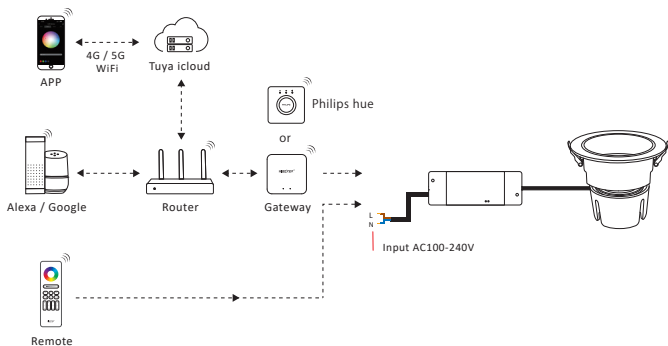 4G / 5G
WiFi
APP
Tuya icloud
Philips hue
or
Alexa / Google
Router
Gateway
L
N
Input AC100-240V
Remote